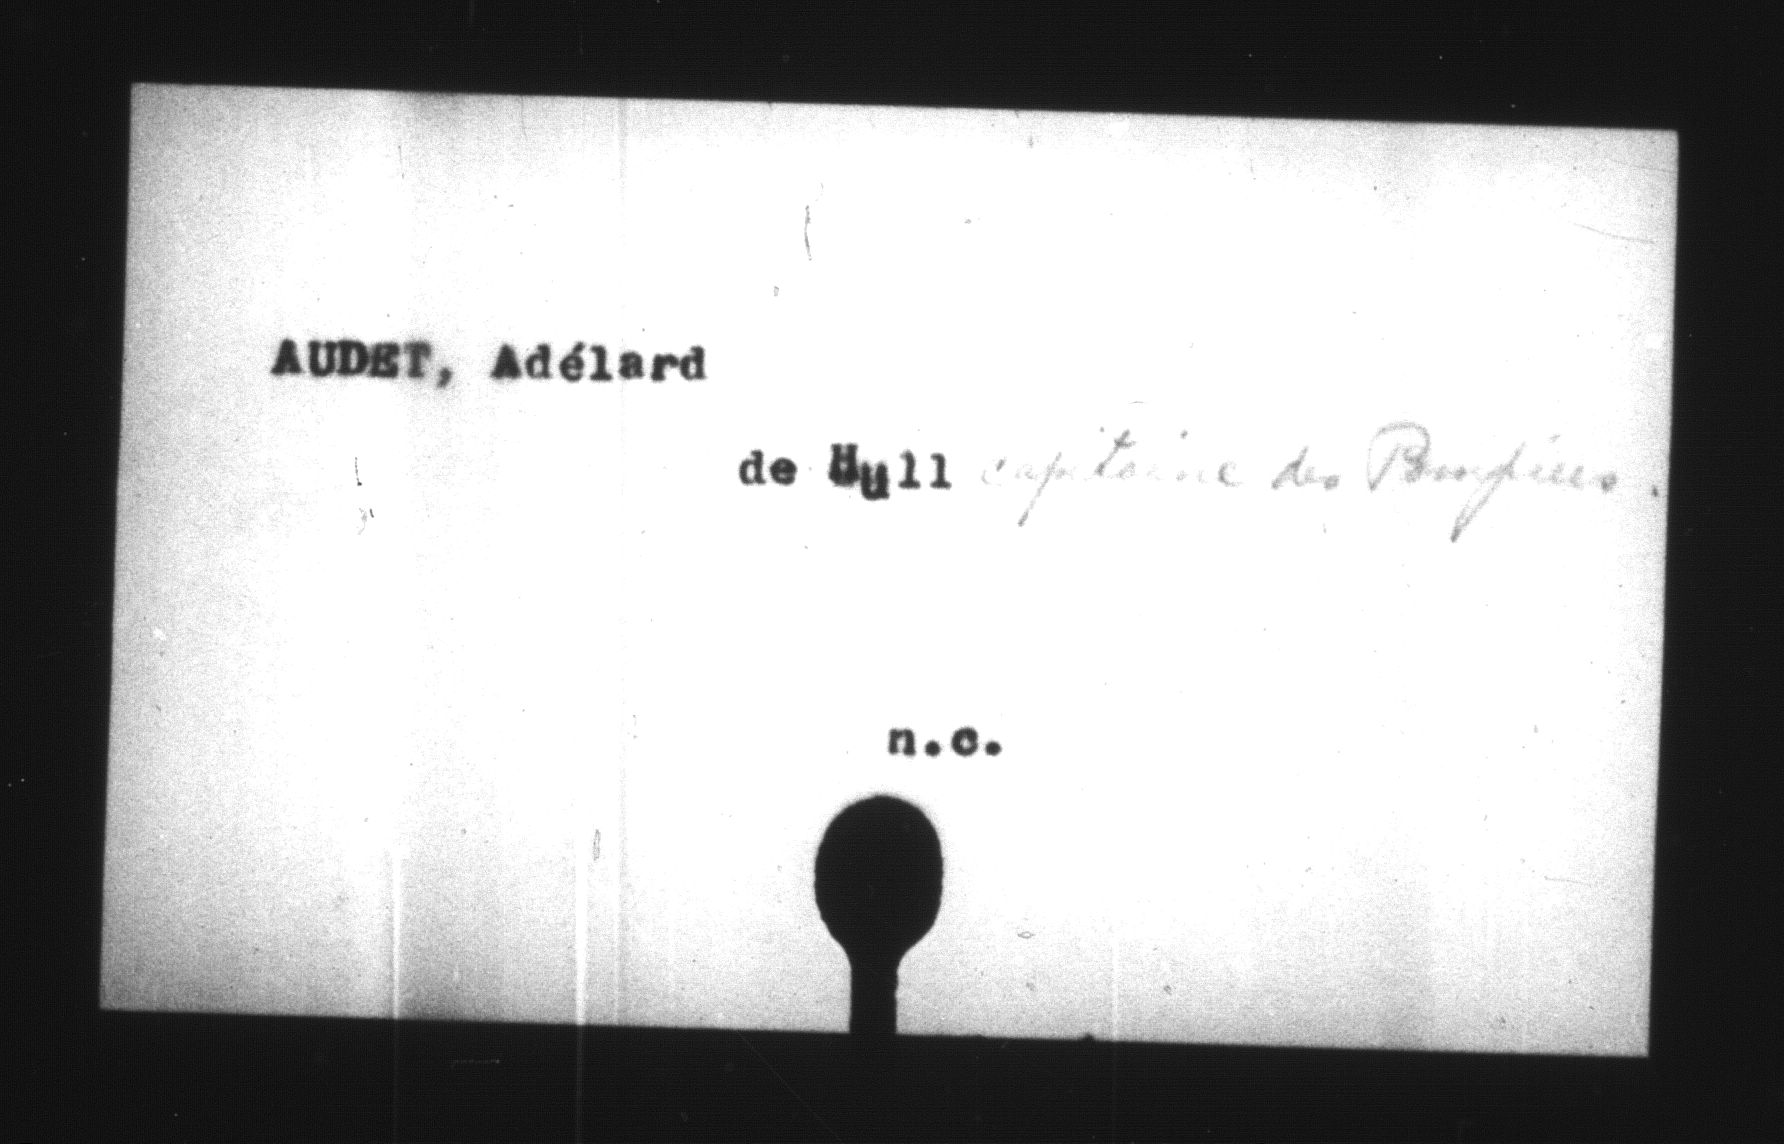 AUDET, Adélard
de Hull capitaine des Pompiers.
n.c.